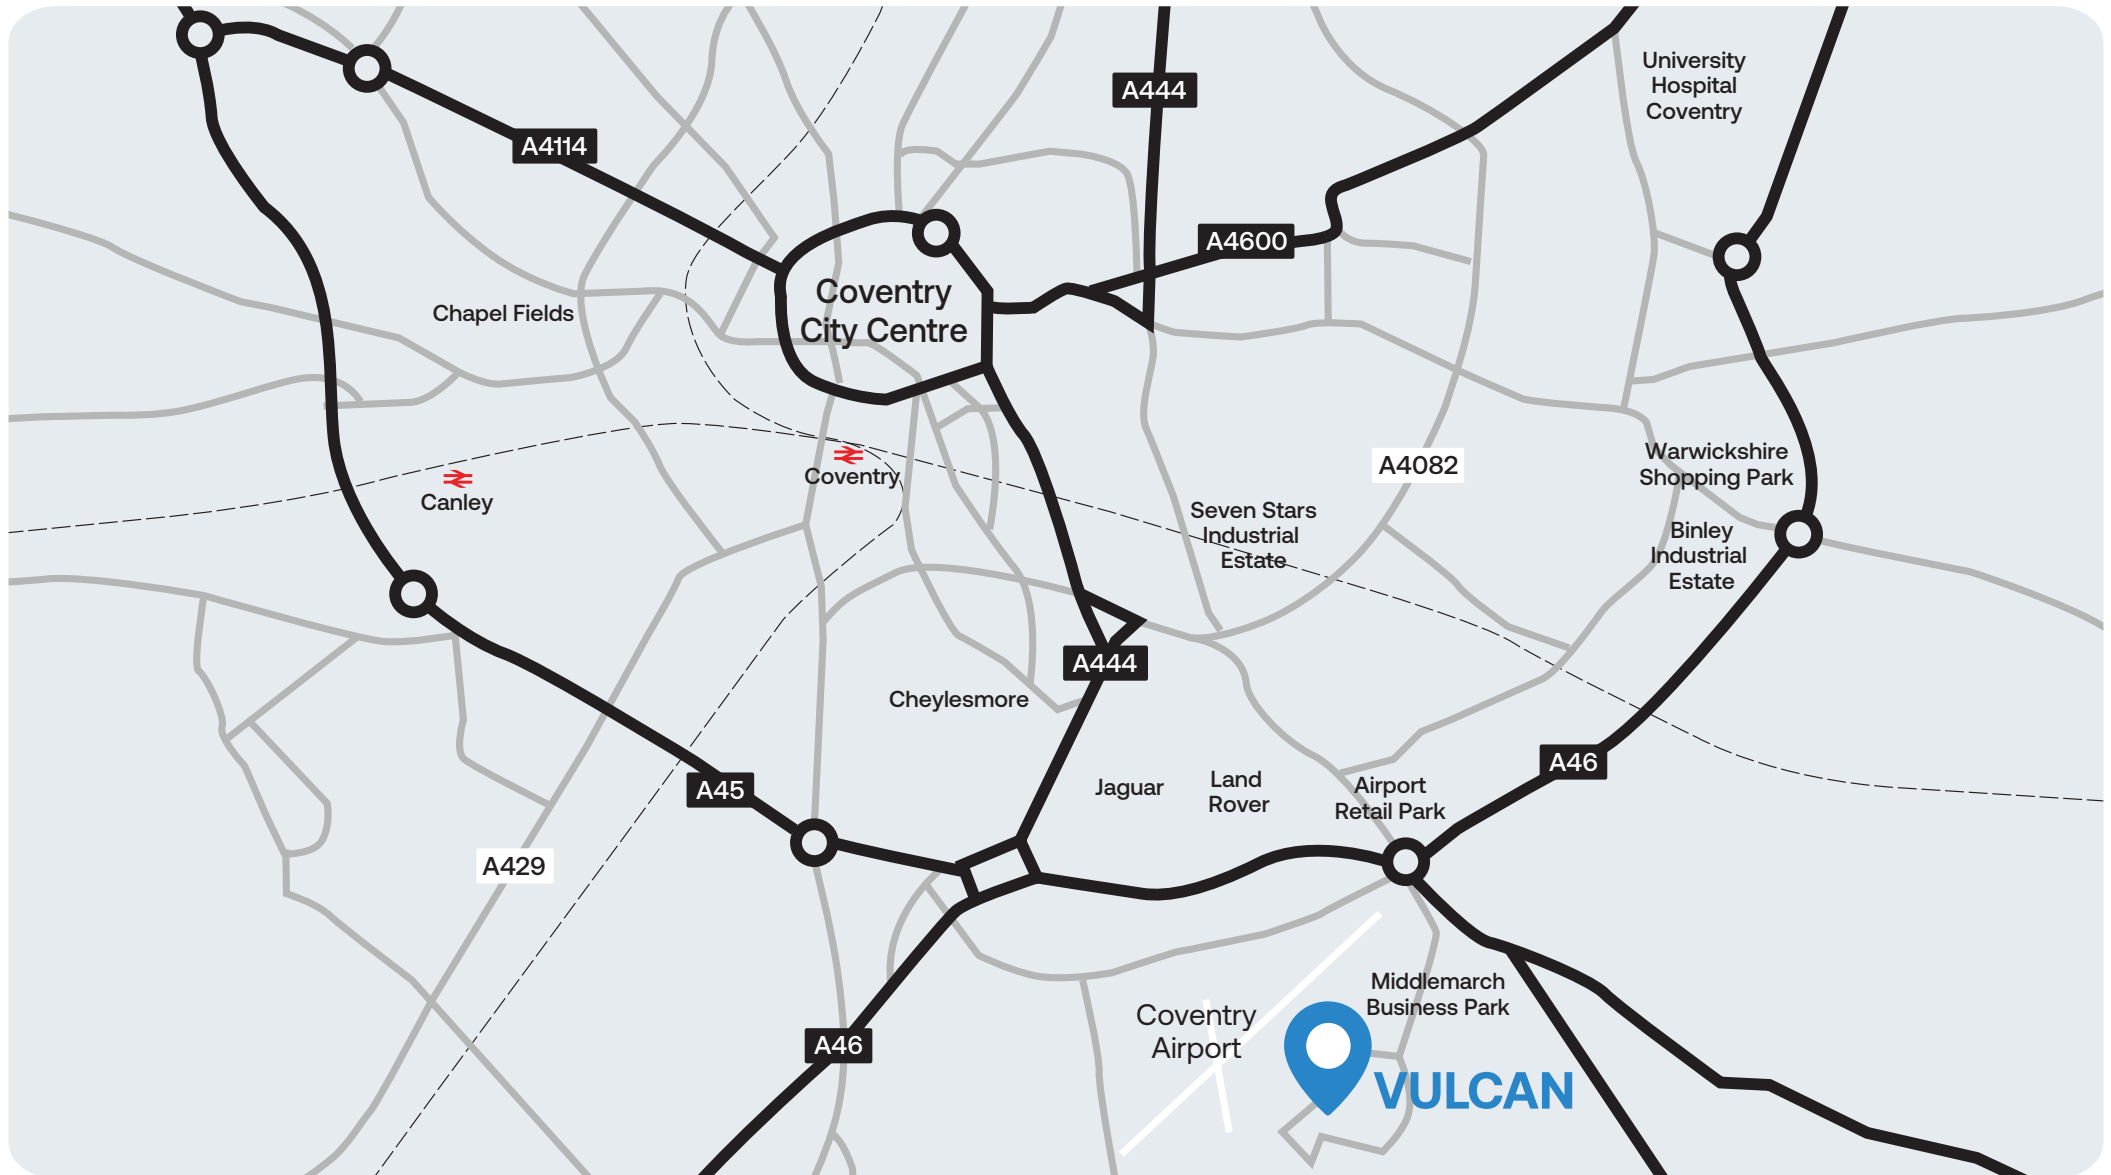 University
Hospital
Coventry
A444
A4114
A4600
Coventry
City Centre
Chapel Fields
Warwickshire
Shopping Park
A4082
Coventry
Canley
Seven Stars
Industrial
Estate
Binley
Industrial
Estate
A444
Cheylesmore
A46
Jaguar
Land
Rover
Airport
Retail Park
A45
A429
Middlemarch
Business Park
Coventry
Airport
A46
VULCAN